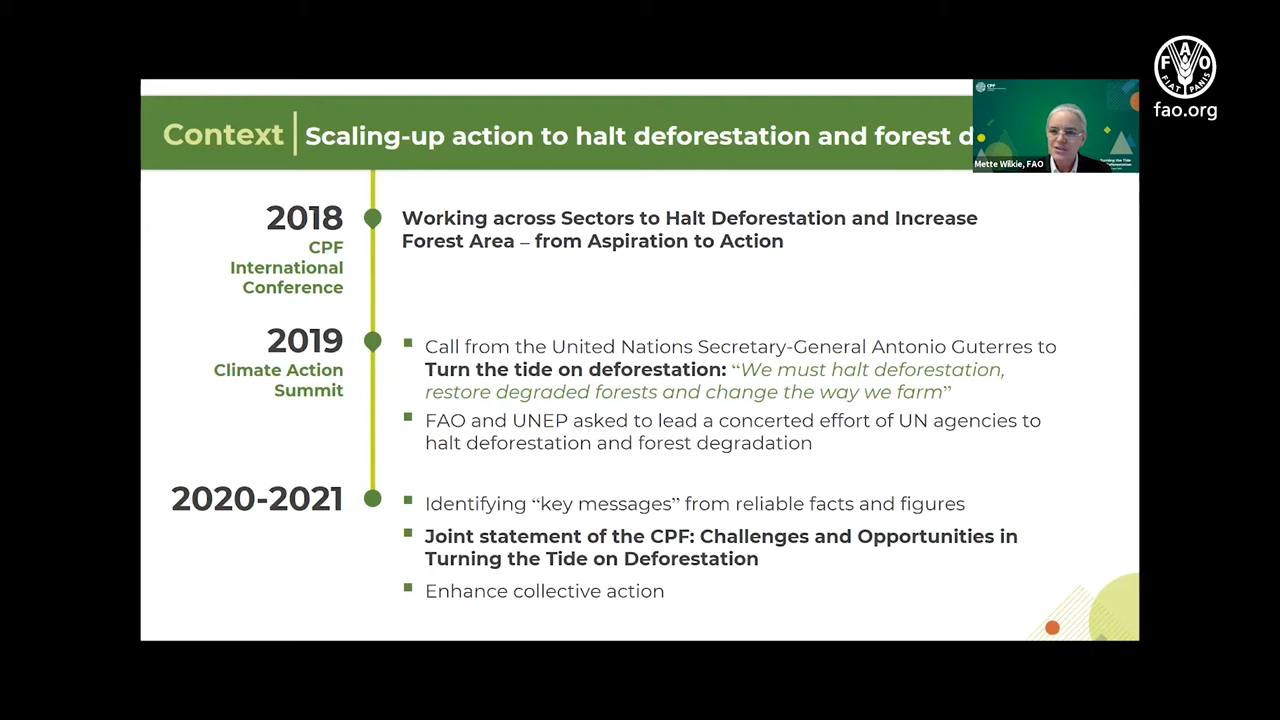 FAO
FIAT PANIS
fao.org
Context
Scaling-up action to halt deforestation and forest d
CPF
Mette Wilkie, FAO
Turning the Tide
2018
CPF
International
Conference
Working across Sectors to Halt Deforestation and Increase
Forest Area – from Aspiration to Action
2019
Climate Action
Summit
Call from the United Nations Secretary-General Antonio Guterres to
Turn the tide on deforestation: “We must halt deforestation,
restore degraded forests and change the way we farm”
FAO and UNEP asked to lead a concerted effort of UN agencies to
halt deforestation and forest degradation
2020-2021
Identifying “key messages” from reliable facts and figures
Joint statement of the CPF: Challenges and Opportunities in
Turning the Tide on Deforestation
Enhance collective action